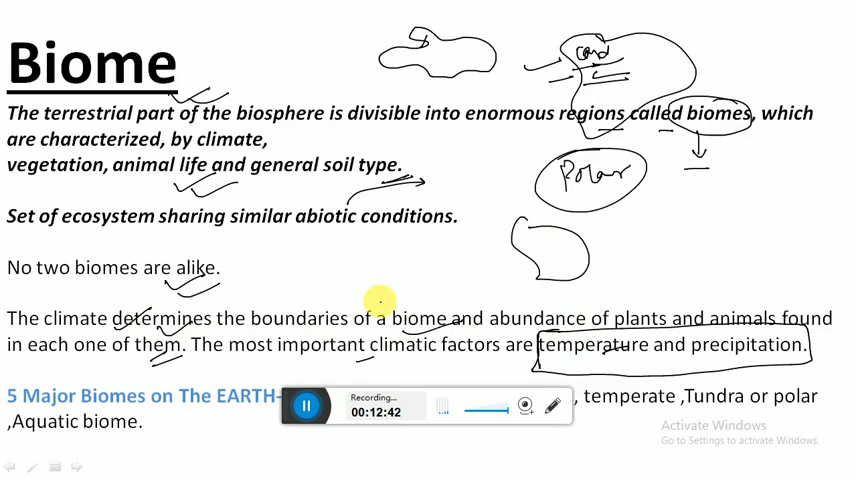 Biome
cond
The terrestrial part of the biosphere is divisible into enormous regions called biomes, which
are characterized, by climate,
vegetation, animal life and general soil type.
Polar
Set of ecosystem sharing similar abiotic conditions.
No two biomes are alike.
The climate determines the boundaries of a biome and abundance of plants and animals found
in each one of them. The most important climatic factors are temperature and precipitation.
5 Major Biomes on The EARTH-
, temperate ,Tundra or polar
,Aquatic biome.
Recording...
00:12:42
Activate Windows
Go to Settings to activate Windows.